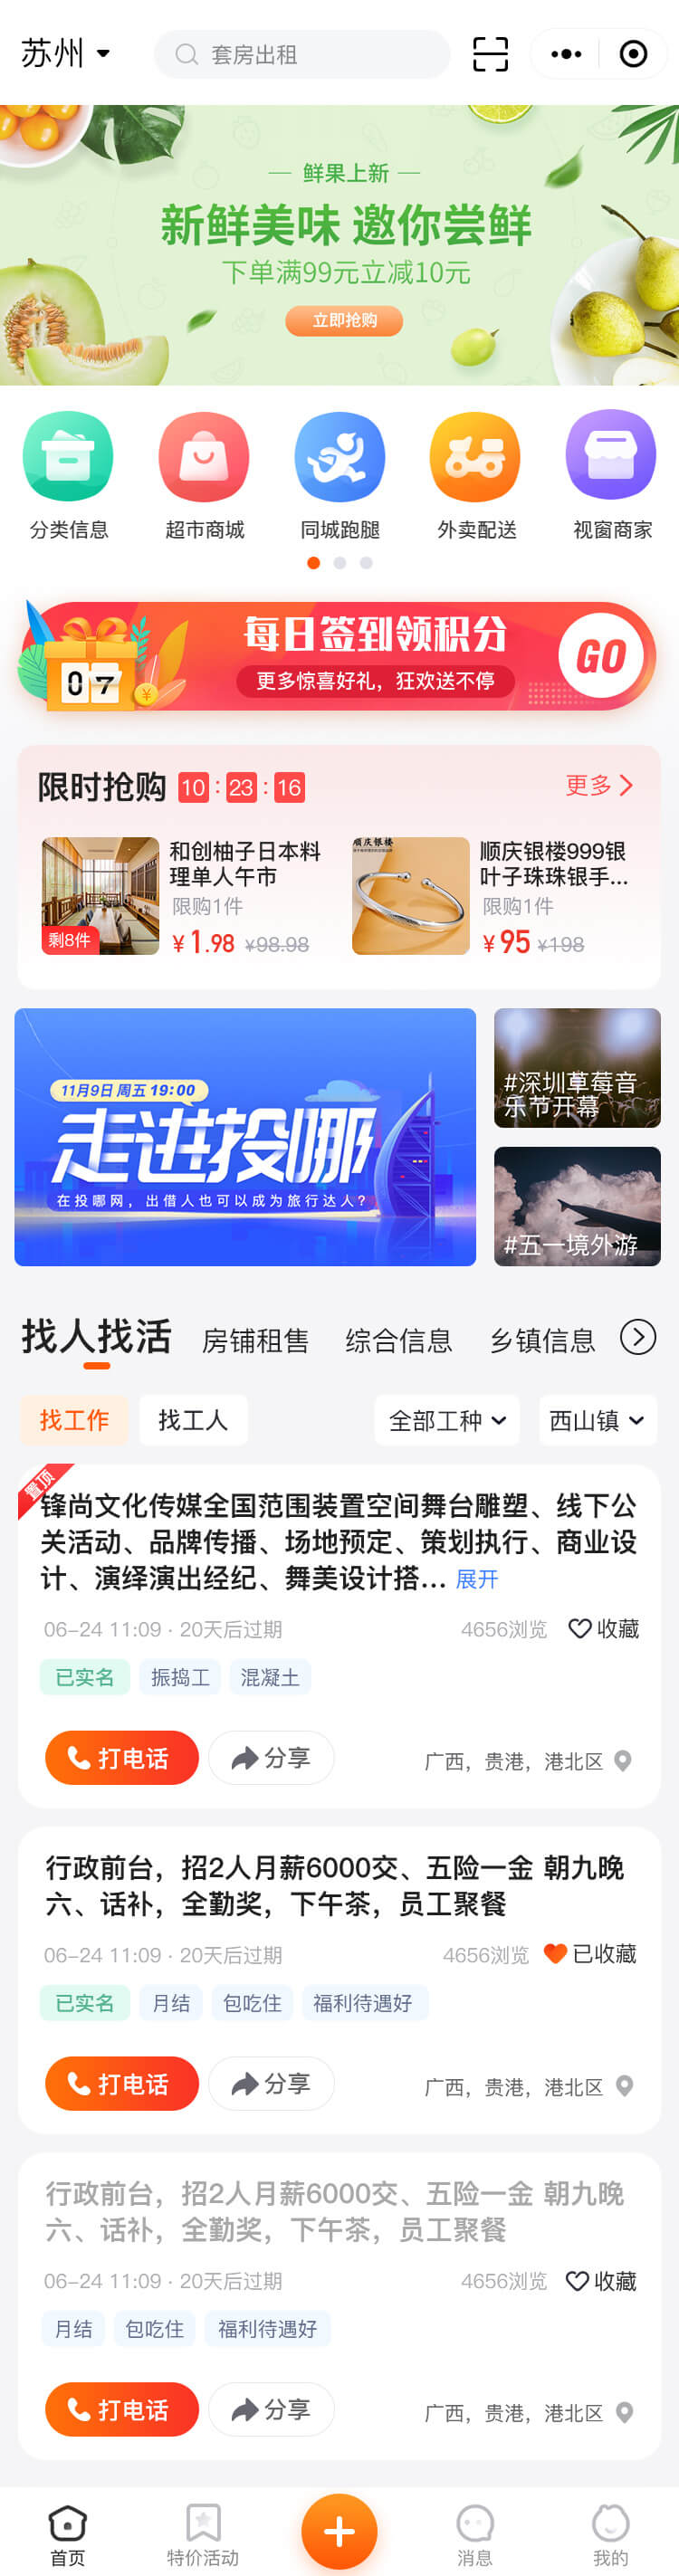 苏州
套房出租
鲜果上新
新鲜美味 邀你尝鲜
下单满99元立减10元
立即抢购
分类信息
超市商城
同城跑腿
外卖配送
视窗商家
每日签到领积分
更多惊喜好礼，狂欢送不停
GO
07
¥
限时抢购 10 : 23 : 16
更多
和创柚子日本料
理单人午市
限购1件
¥ 1.98 ¥98.98
剩8件
顺庆银楼
顺庆银楼999银
叶子珠珠银手...
限购1件
¥ 95 ¥198
11月9日 周五 19:00
走进投哪
在投哪网，出借人也可以成为旅行达人?
#深圳草莓音
乐节开幕
#五一境外游
找人找活
房铺租售
综合信息
乡镇信息
找工作
找工人
全部工种
西山镇
置顶
锋尚文化传媒全国范围装置空间舞台雕塑、线下公
关活动、品牌传播、场地预定、策划执行、商业设
计、演绎演出经纪、舞美设计搭... 展开
06-24 11:09 · 20天后过期
4656浏览
收藏
已实名
振捣工
混凝土
打电话
分享
广西，贵港，港北区
行政前台，招2人月薪6000交、五险一金 朝九晚
六、话补，全勤奖，下午茶，员工聚餐
06-24 11:09 · 20天后过期
4656浏览
已收藏
已实名
月结
包吃住
福利待遇好
打电话
分享
广西，贵港，港北区
行政前台，招2人月薪6000交、五险一金 朝九晚
六、话补，全勤奖，下午茶，员工聚餐
06-24 11:09 · 20天后过期
4656浏览
收藏
月结
包吃住
福利待遇好
打电话
分享
广西，贵港，港北区
首页
特价活动
消息
我的